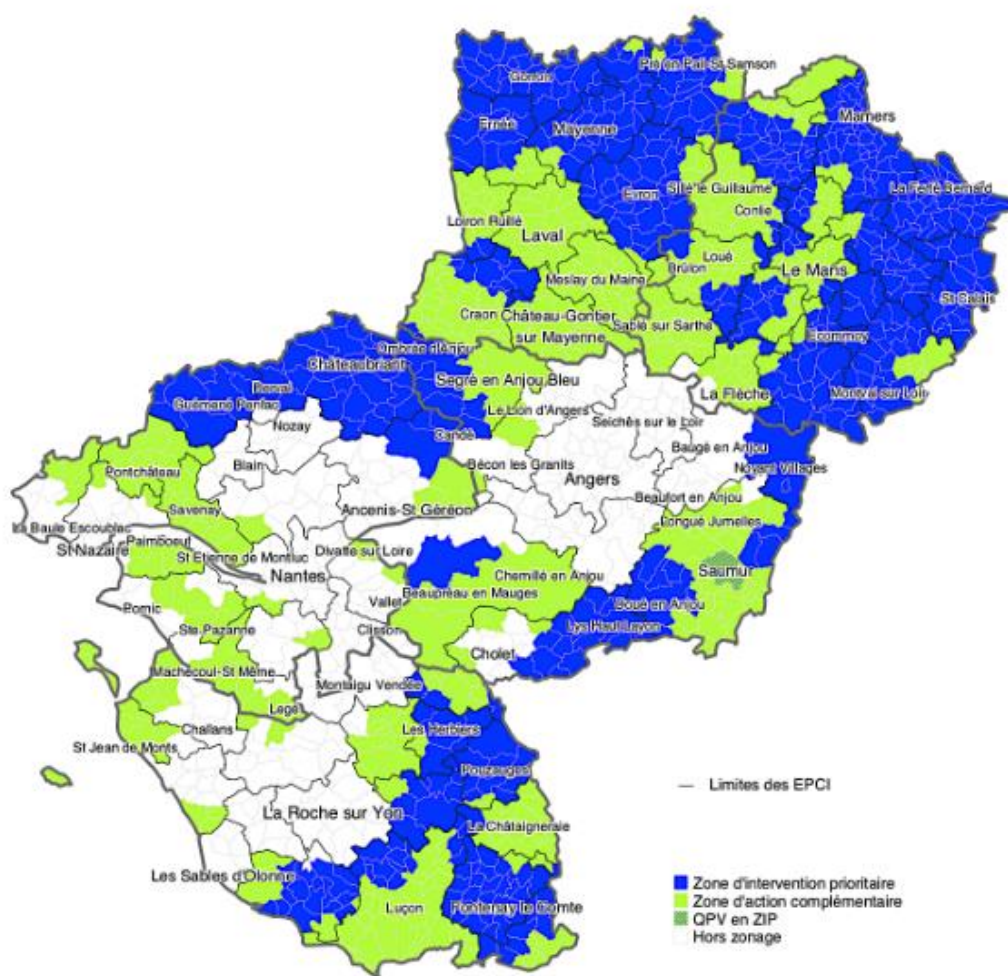 Pré en Pail-St Samson
Gorron
Mamers
Ernée
Mayenne
La Ferté Bernard
Evron
Sillé le Guillaume
Conlie
Loiron Ruillé
Laval
Loué
Brûlon
Le Mans
Meslay du Maine
St Calais
Craon
Château-Gontier
sur Mayenne
Sablé sur Sarthe
Ecommoy
Ombrée d'Anjou
Châteaubriant
Segré en Anjou Bleu
La Flèche
Montval sur Loir
Derval
Guémené Penfao
Le Lion d'Angers
Seiches sur le Loir
Nozay
Candé
Baugé en Anjou
Noyant Villages
Pontchâteau
Blain
Bécon les Granits
Angers
Beaufort en Anjou
Savenay
Ancenis-St Géréon
Longué Jumelles
La Baule Escoublac
Paimboeuf
St Nazaire
St Etienne de Montluc
Divatte sur Loire
Nantes
Chemillé en Anjou
Saumur
Beaupréau en Mauges
Vallet
Doué en Anjou
Pornic
Ste Pazanne
Clisson
Lys Haut Layon
Cholet
Machecoul-St Même
Montaigu Vendée
Legé
Challans
Les Herbiers
St Jean de Monts
Pouzauges
— Limites des EPCI
La Roche sur Yon
La Châtaigneraie
Les Sables d'Olonne
Luçon
Fontenay le Comte
Zone d'intervention prioritaire
Zone d'action complémentaire
QPV en ZIP
Hors zonage